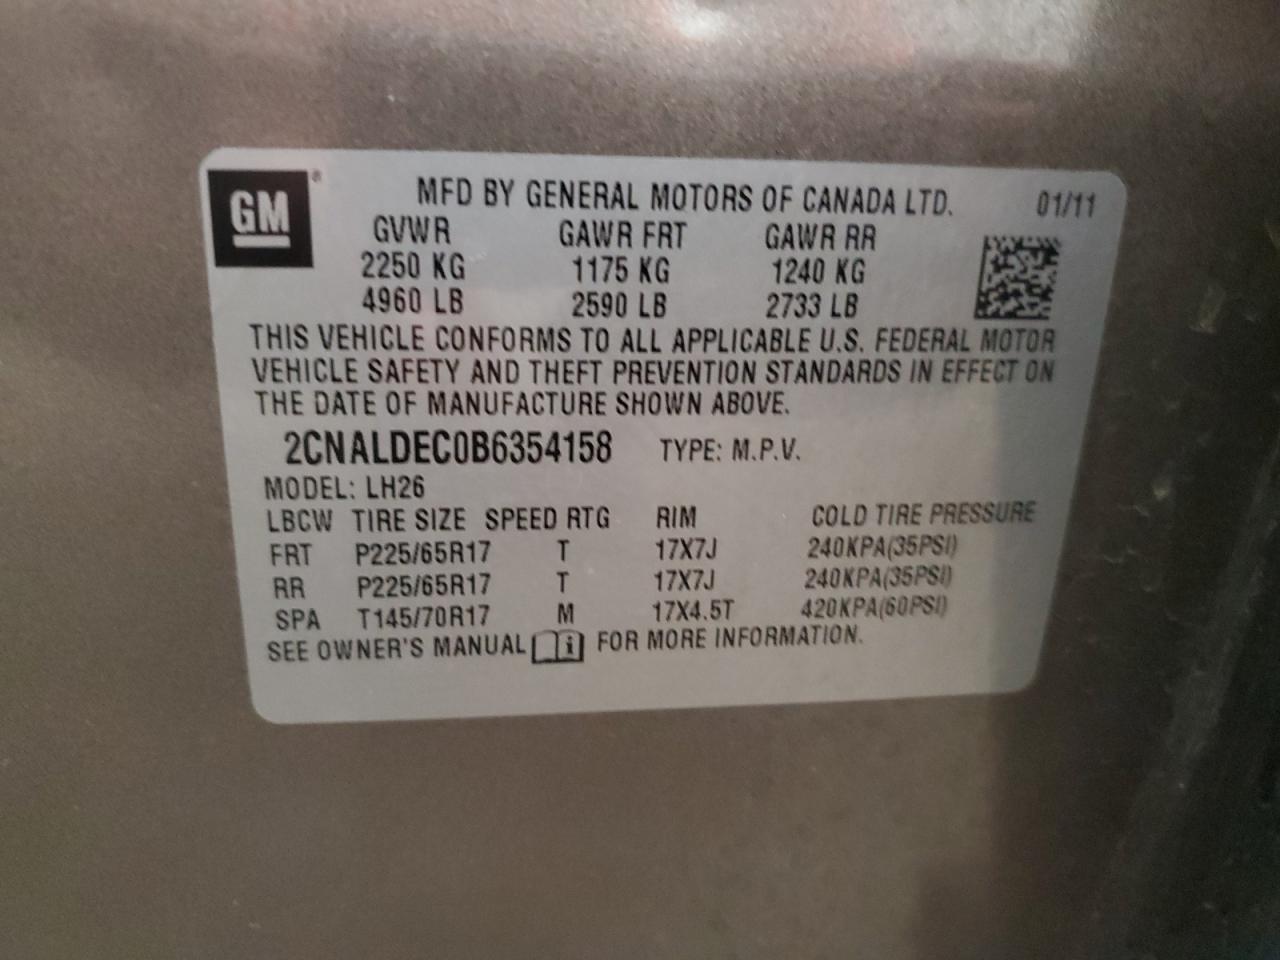 GM®
MFD BY GENERAL MOTORS OF CANADA LTD. 01/11
GVWR GAWR FRT GAWR RR
2250 KG 1175 KG 1240 KG
4960 LB 2590 LB 2733 LB
THIS VEHICLE CONFORMS TO ALL APPLICABLE U.S. FEDERAL MOTOR
VEHICLE SAFETY AND THEFT PREVENTION STANDARDS IN EFFECT ON
THE DATE OF MANUFACTURE SHOWN ABOVE.
2CNALDEC0B6354158 TYPE: M.P.V.
MODEL: LH26
LBCW TIRE SIZE SPEED RTG RIM COLD TIRE PRESSURE
FRT P225/65R17 T 17X7J 240KPA(35PSI)
RR P225/65R17 T 17X7J 240KPA(35PSI)
SPA T145/70R17 M 17X4.5T 420KPA(60PSI)
SEE OWNER'S MANUAL i FOR MORE INFORMATION.